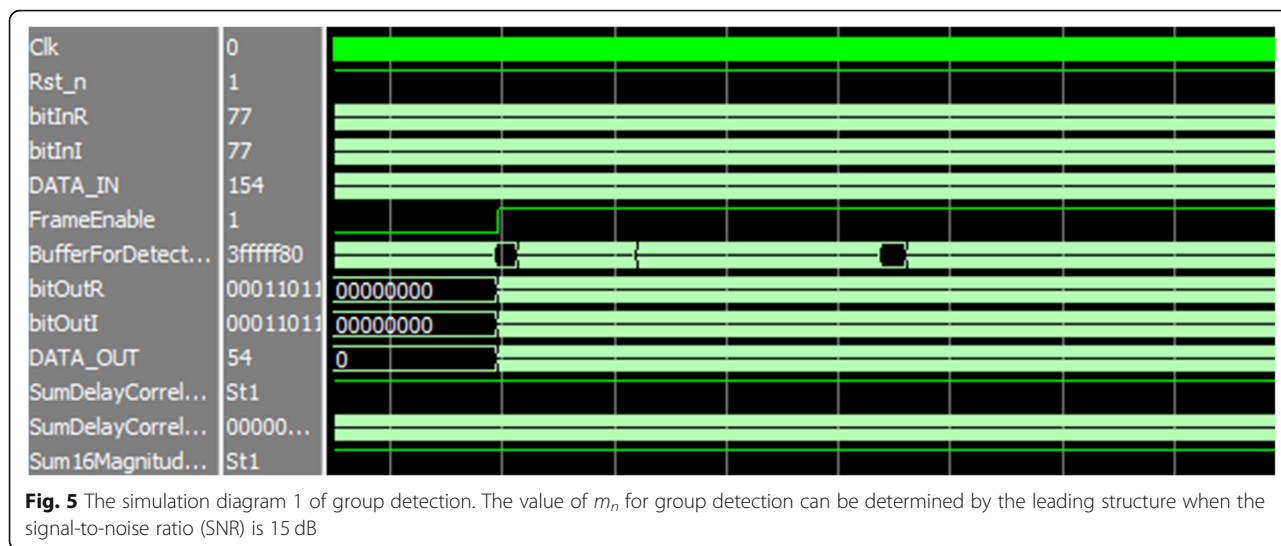 Clk 0
Rst_n 1
bitInR 77
bitInI 77
DATA_IN 154
FrameEnable 1
BufferForDetect... 3fffff80
bitOutR 00011011 00000000
bitOutI 00011011 00000000
DATA_OUT 54 0
SumDelayCorrel... St1
SumDelayCorrel... 00000...
Sum16Magnitud... St1
Fig. 5 The simulation diagram 1 of group detection. The value of mn for group detection can be determined by the leading structure when the
signal-to-noise ratio (SNR) is 15 dB